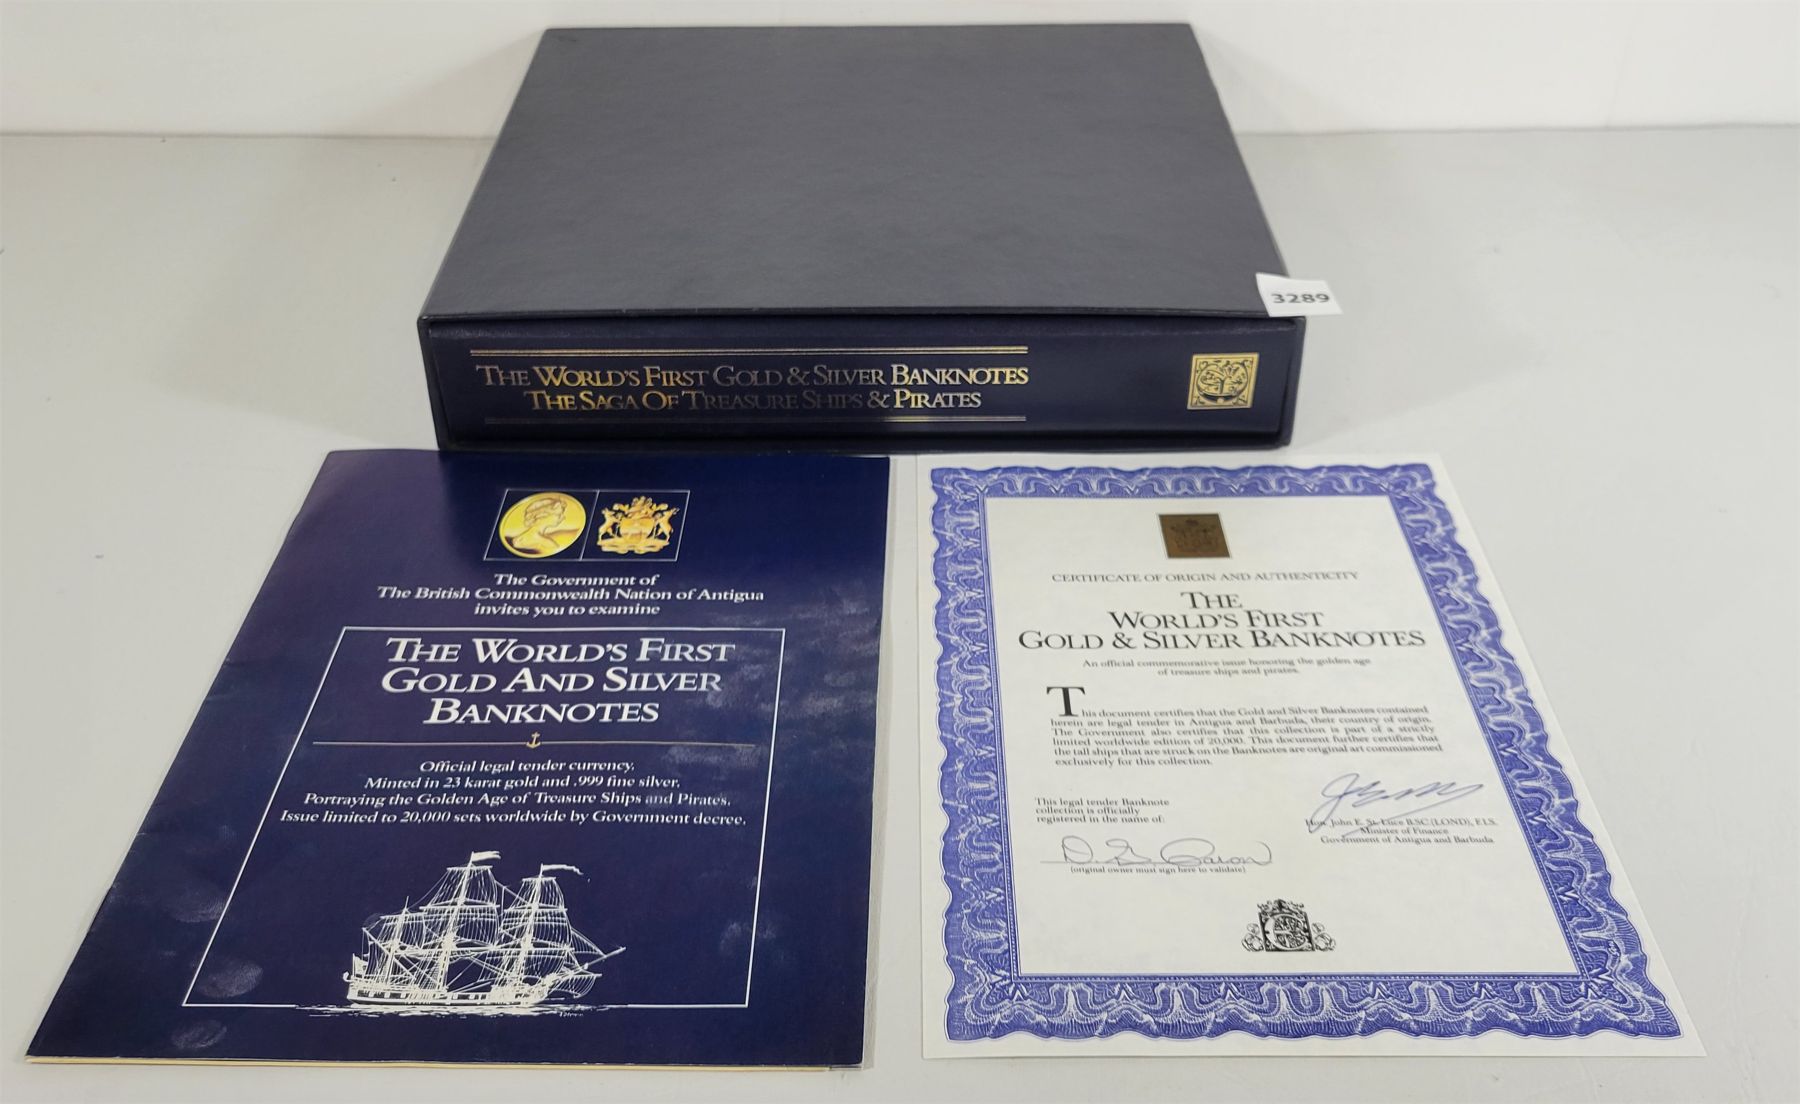 3289
THE WORLD'S FIRST GOLD & SILVER BANKNOTES
THE SAGA OF TREASURE SHIPS & PIRATES
The Government of
The British Commonwealth Nation of Antigua
invites you to examine
THE WORLD'S FIRST
GOLD AND SILVER
BANKNOTES
Official legal tender currency.
Minted in 23 karat gold and .999 fine silver.
Portraying the Golden Age of Treasure Ships and Pirates.
Issue limited to 20,000 sets worldwide by Government decree.
CERTIFICATE OF ORIGIN AND AUTHENTICITY
THE
WORLD'S FIRST
GOLD & SILVER BANKNOTES
An official commemorative issue honoring the golden age
of treasure ships and pirates.
This document certifies that the Gold and Silver Banknotes contained
herein are legal tender in Antigua and Barbuda, their country of origin.
The Government also certifies that this collection is part of a strictly
limited worldwide edition of 20,000. This document further certifies that
the tall ships that are struck on the Banknotes are original art commissioned
exclusively for this collection.
This legal tender Banknote
collection is officially
registered in the name of:
D. G. Caron
(original owner must sign here to validate)
Hon. John E. St. Luce B.SC.(LOND), F.I.S.
Minister of Finance
Government of Antigua and Barbuda